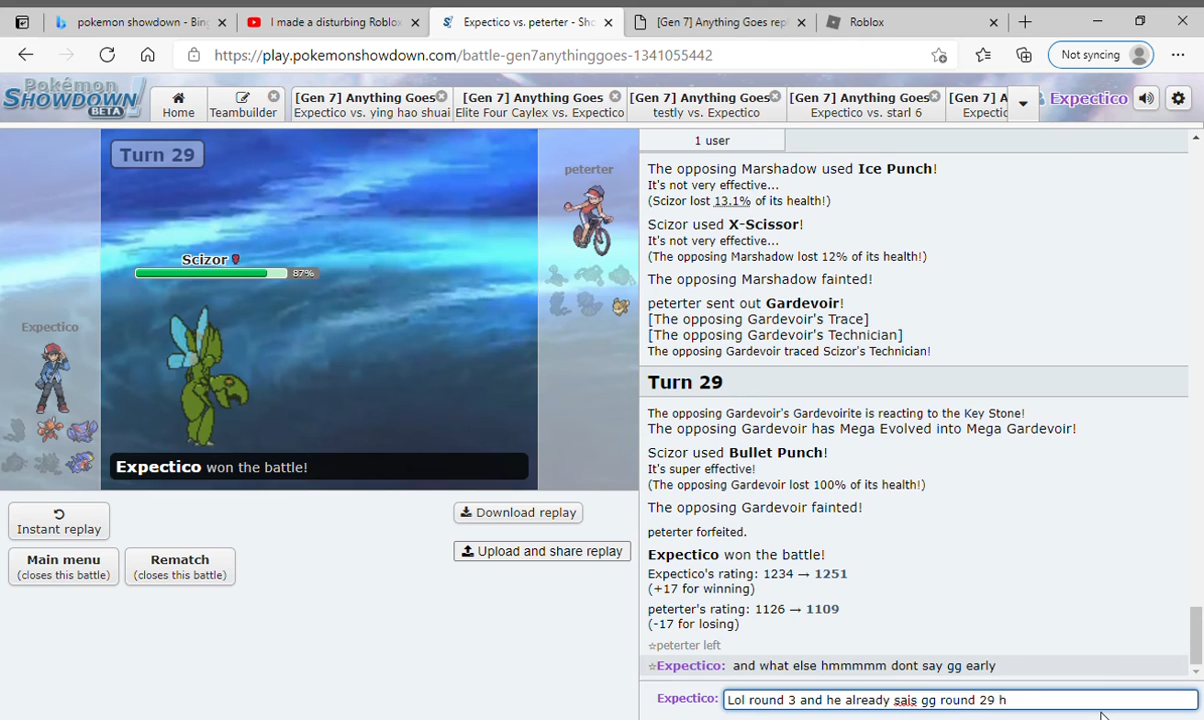 pokemon showdown - Bing
I made a disturbing Roblox
Expectico vs. peterter - Sho
[Gen 7] Anything Goes repl
Roblox
https://play.pokemonshowdown.com/battle-gen7anythinggoes-1341055442
Not syncing
Pokémon
SHOWDOWN
BETA
Home
Teambuilder
[Gen 7] Anything Goes
Expectico vs. ying hao shuai
[Gen 7] Anything Goes
Elite Four Caylex vs. Expectico
[Gen 7] Anything Goes
testly vs. Expectico
[Gen 7] Anything Goes
Expectico vs. starl 6
[Gen 7] A
Expectic
Expectico
Turn 29
peterter
Scizor
87%
Expectico
Expectico won the battle!
Instant replay
Download replay
Upload and share replay
Main menu
(closes this battle)
Rematch
(closes this battle)
1 user
The opposing Marshadow used Ice Punch!
It's not very effective...
(Scizor lost 13.1% of its health!)
Scizor used X-Scissor!
It's not very effective...
(The opposing Marshadow lost 12% of its health!)
The opposing Marshadow fainted!
peterter sent out Gardevoir!
[The opposing Gardevoir's Trace]
[The opposing Gardevoir's Technician]
The opposing Gardevoir traced Scizor's Technician!
Turn 29
The opposing Gardevoir's Gardevoirite is reacting to the Key Stone!
The opposing Gardevoir has Mega Evolved into Mega Gardevoir!
Scizor used Bullet Punch!
It's super effective!
(The opposing Gardevoir lost 100% of its health!)
The opposing Gardevoir fainted!
peterter forfeited.
Expectico won the battle!
Expectico's rating: 1234 → 1251
(+17 for winning)
peterter's rating: 1126 → 1109
(-17 for losing)
☆peterter left
☆Expectico: and what else hmmmmm dont say gg early
Expectico: Lol round 3 and he already sais gg round 29 h